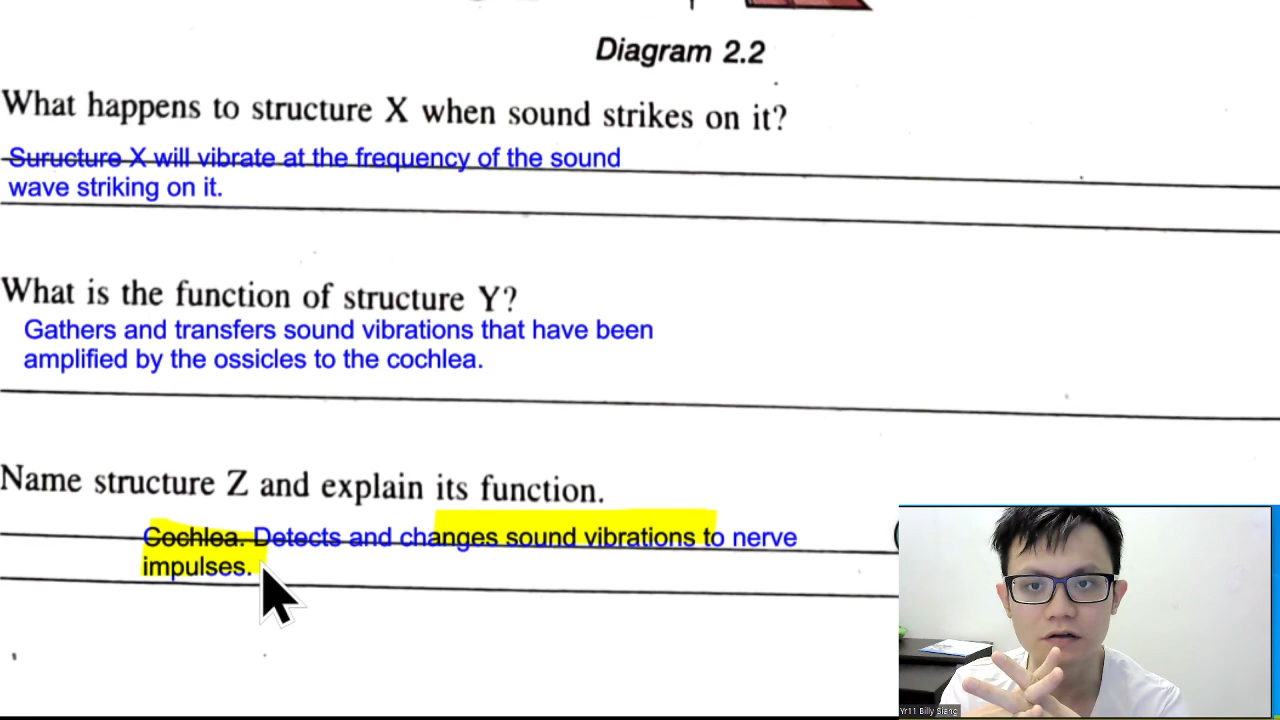 Diagram 2.2
What happens to structure X when sound strikes on it?
Suructure X will vibrate at the frequency of the sound
wave striking on it.
What is the function of structure Y?
Gathers and transfers sound vibrations that have been
amplified by the ossicles to the cochlea.
Name structure Z and explain its function.
Cochlea. Detects and changes sound vibrations to nerve
impulses.
Yr11 Billy Siang